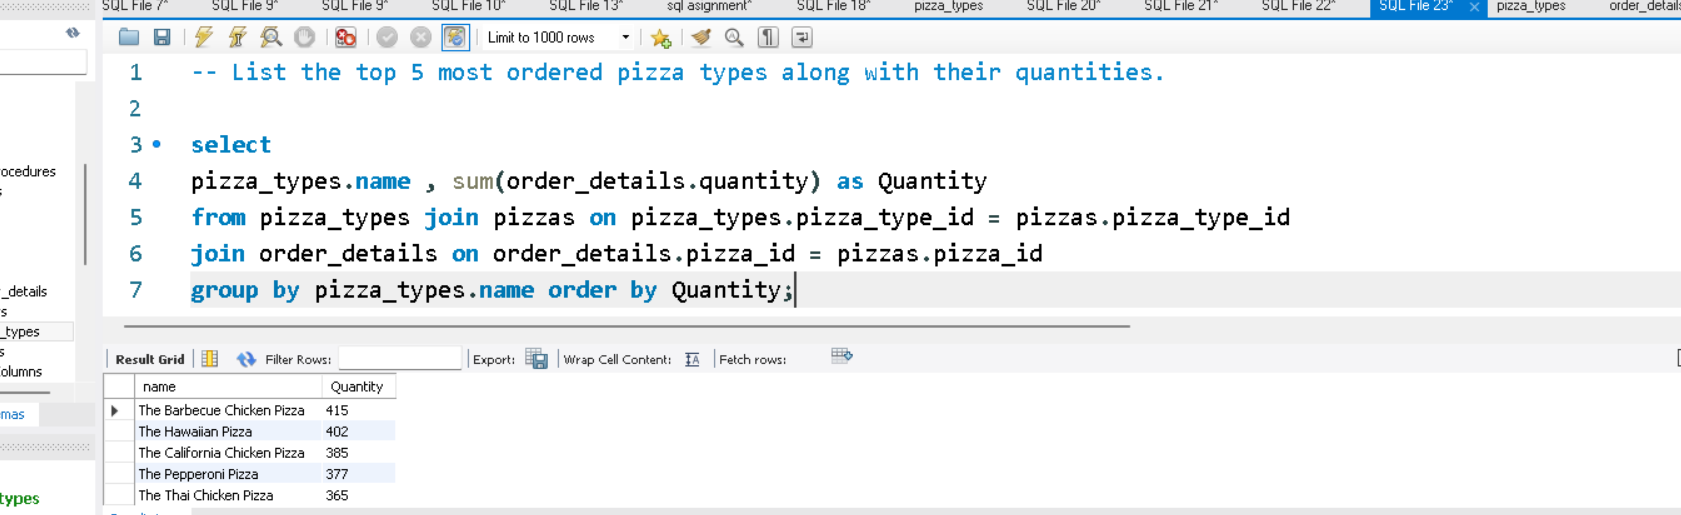 SQL File 7* SQL File 9* SQL File 9* SQL File 10* SQL File 13* sql asignment* SQL File 18* pizza_types SQL File 20* SQL File 21* SQL File 22* SQL File 23* × pizza_types order_details
Limit to 1000 rows
1 -- List the top 5 most ordered pizza types along with their quantities.
2
3 select
4 pizza_types.name , sum(order_details.quantity) as Quantity
5 from pizza_types join pizzas on pizza_types.pizza_type_id = pizzas.pizza_type_id
6 join order_details on order_details.pizza_id = pizzas.pizza_id
7 group by pizza_types.name order by Quantity;
ocedures
s
_details
s
_types
s
olumns
mas
types
Result Grid Filter Rows: Export: Wrap Cell Content: IA Fetch rows:
name Quantity
The Barbecue Chicken Pizza 415
The Hawaiian Pizza 402
The California Chicken Pizza 385
The Pepperoni Pizza 377
The Thai Chicken Pizza 365